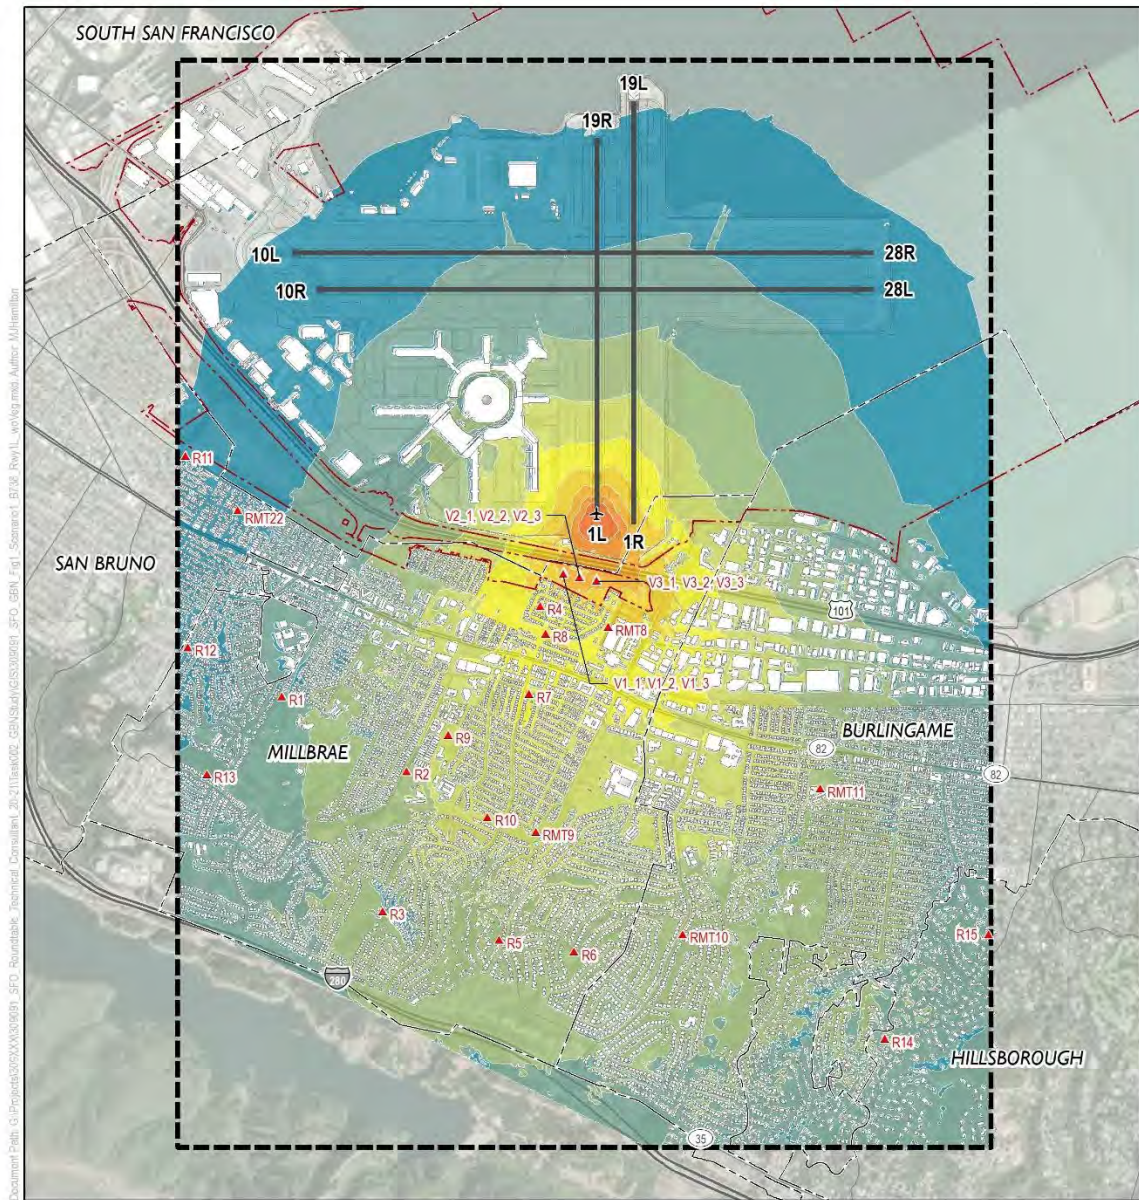 SOUTH SAN FRANCISCO
19L
19R
10L
28R
10R
28L
R11
V2_1, V2_2, V2_3
1L
1R
RMT22
SAN BRUNO
V3_1, V3_2, V3_3
101
R4
R8
RMT8
R12
V1_1, V1_2, V1_3
R1
R7
BURLINGAME
R9
MILLBRAE
82
R2
R13
82
RMT11
R10
RMT9
R3
RMT10
R15
R5
R6
280
R14
HILLSBOROUGH
35